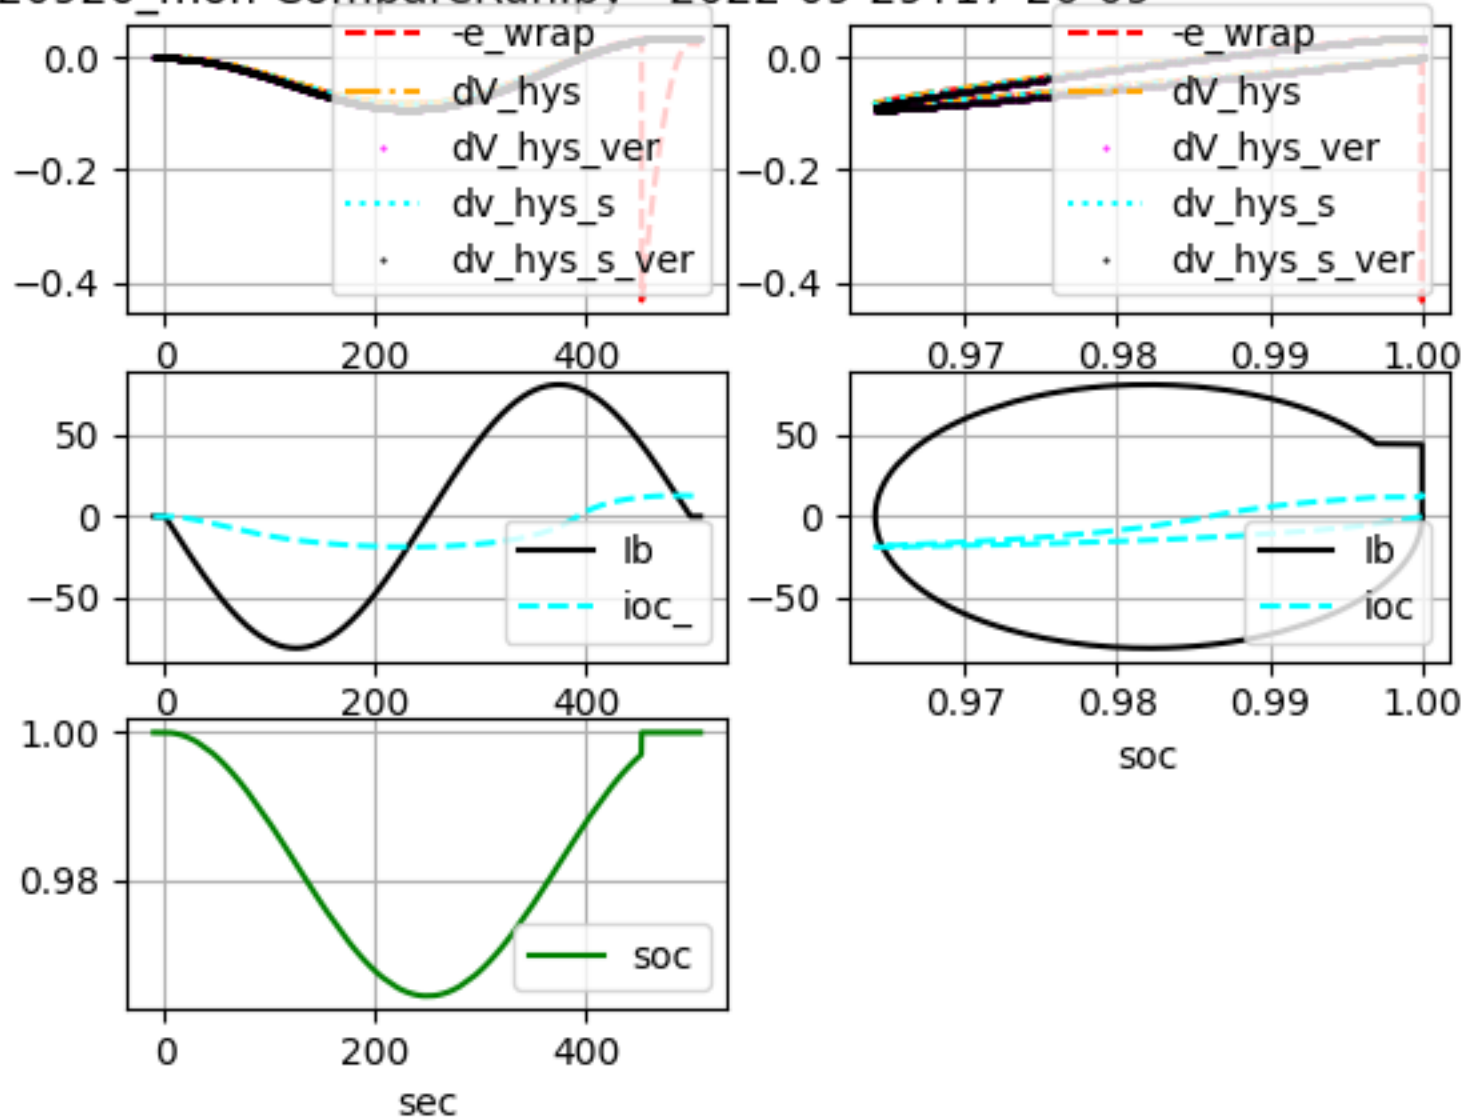 -e_wrap
dV_hys
dV_hys_ver
dv_hys_s
dv_hys_s_ver
0.0
−0.2
−0.4
0 200 400
-e_wrap
dV_hys
dV_hys_ver
dv_hys_s
dv_hys_s_ver
0.0
−0.2
−0.4
0.97 0.98 0.99 1.00
50
0
−50
Ib
ioc_
0 200 400
50
0
−50
Ib
ioc
0.97 0.98 0.99 1.00
soc
1.00
0.98
soc
0 200 400
sec